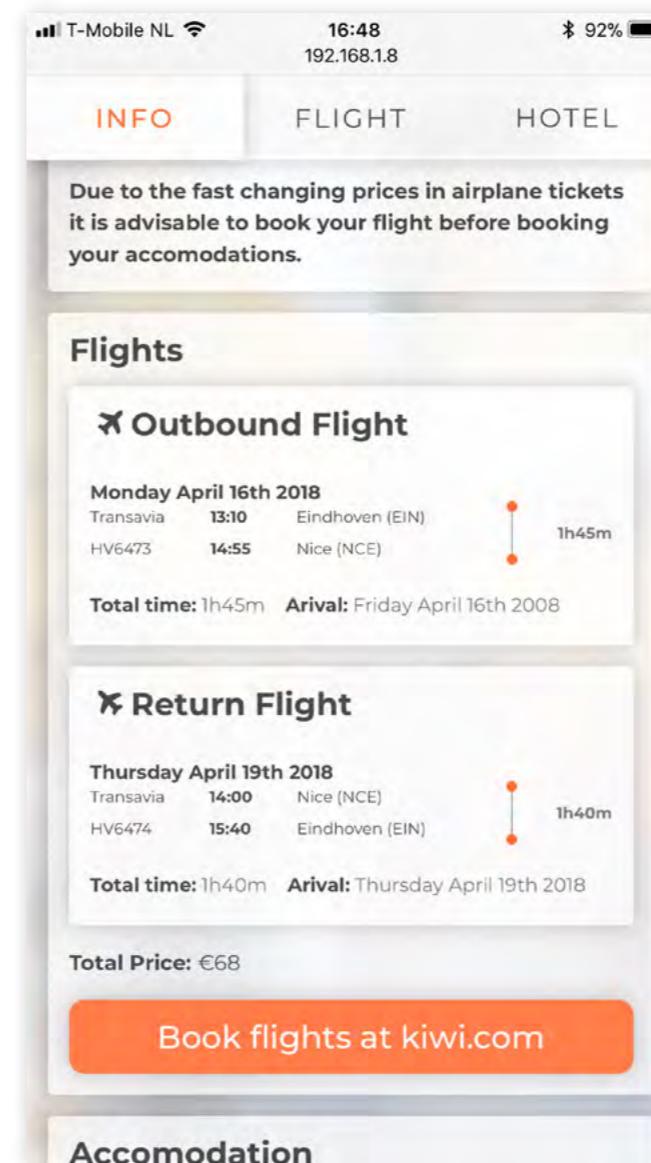 T-Mobile NL 16:48 92%
192.168.1.8
INFO FLIGHT HOTEL
Due to the fast changing prices in airplane tickets
it is advisable to book your flight before booking
your accomodations.
Flights
Outbound Flight
Monday April 16th 2018
Transavia 13:10 Eindhoven (EIN)
1h45m
HV6473 14:55 Nice (NCE)
Total time: 1h45m Arival: Friday April 16th 2008
Return Flight
Thursday April 19th 2018
Transavia 14:00 Nice (NCE)
1h40m
HV6474 15:40 Eindhoven (EIN)
Total time: 1h40m Arival: Thursday April 19th 2018
Total Price: €68
Book flights at kiwi.com
Accomodation